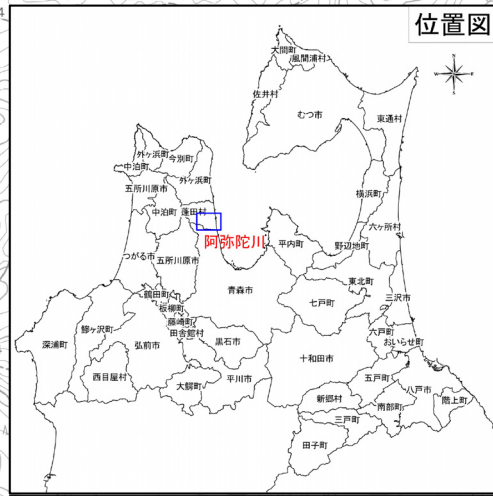 位置図
大間町
風間浦村
佐井村
むつ市
東通村
N
W
E
S
外ヶ浜町
今別町
中泊町
外ヶ浜町
五所川原市
横浜町
中泊町
蓬田村
六ヶ所村
阿弥陀川
平内町
野辺地町
つがる市
五所川原市
東北町
青森市
三沢市
鶴田町
七戸町
板柳町
藤崎町
六戸町
田舎館村
おいらせ町
鰺ヶ沢町
深浦町
弘前市
黒石市
十和田市
西目屋村
平川市
五戸町
大鰐町
八戸市
新郷村
階上町
南部町
三戸町
田子町